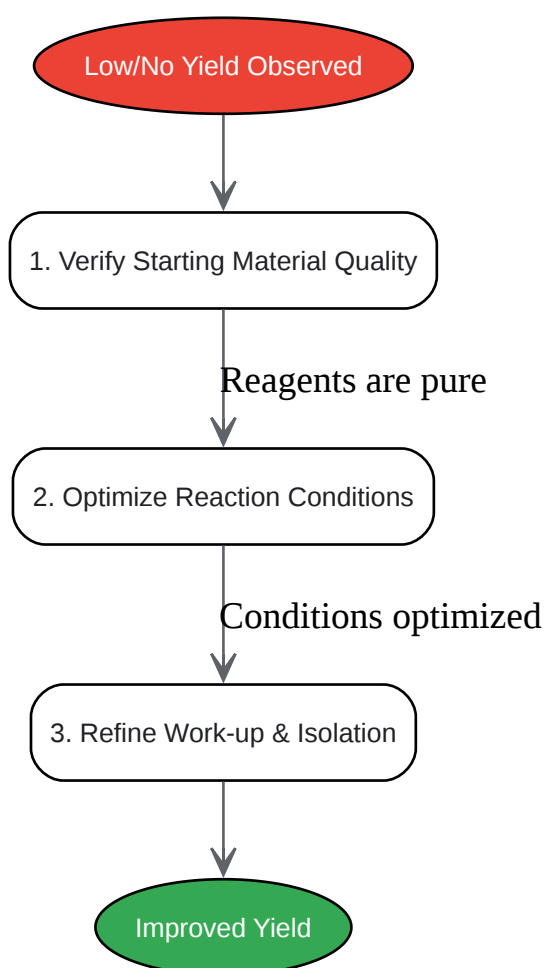 Low/No Yield Observed
1. Verify Starting Material Quality
Reagents are pure
2. Optimize Reaction Conditions
Conditions optimized
3. Refine Work-up & Isolation
Improved Yield